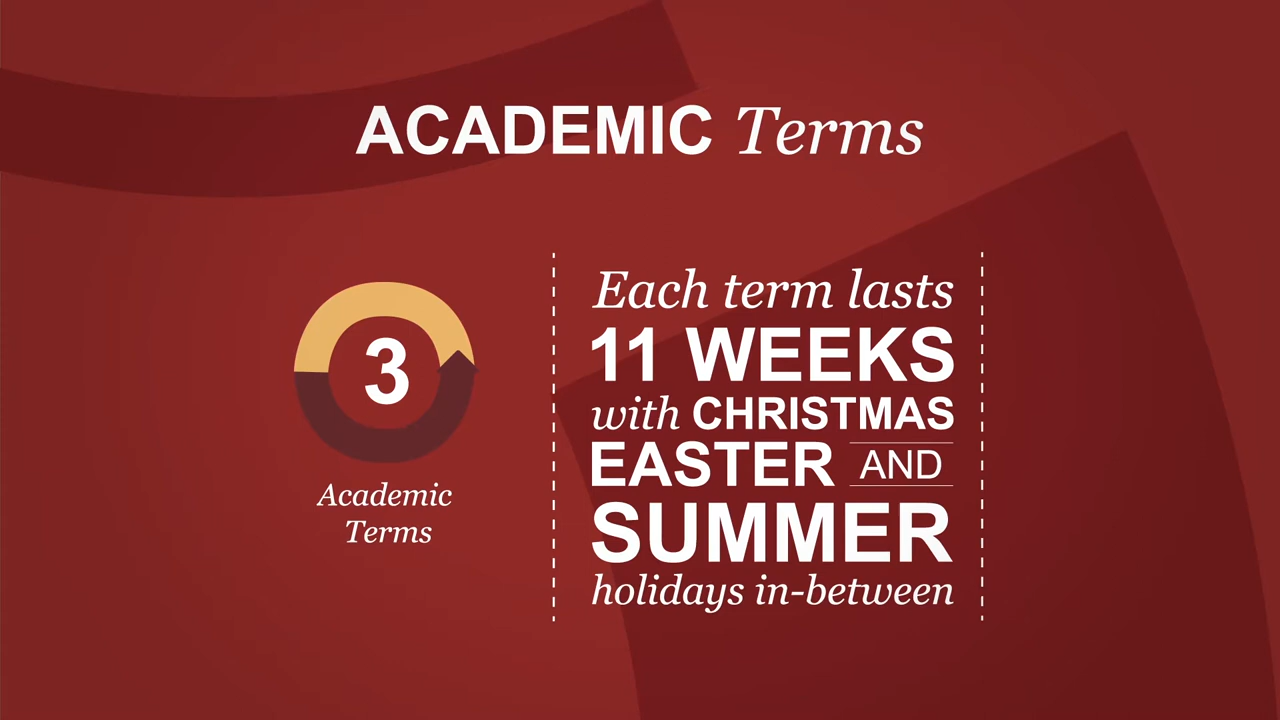 ACADEMIC Terms
3
Academic
Terms
Each term lasts
11 WEEKS
with CHRISTMAS
EASTER AND
SUMMER
holidays in-between